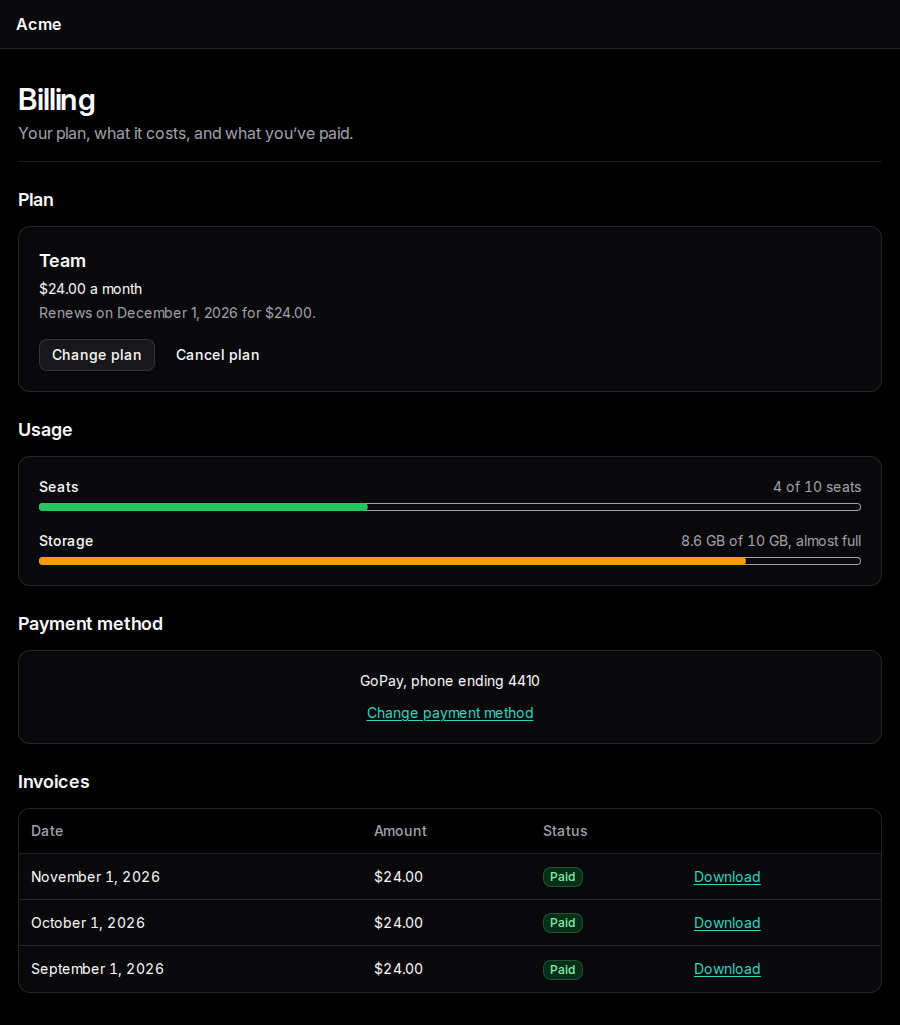 Acme
Billing
Your plan, what it costs, and what you’ve paid.
Plan
Team
$24.00 a month
Renews on December 1, 2026 for $24.00.
Change plan Cancel plan
Usage
Seats 4 of 10 seats
Storage 8.6 GB of 10 GB, almost full
Payment method
GoPay, phone ending 4410
Change payment method
Invoices
Date Amount Status
November 1, 2026 $24.00 Paid Download
October 1, 2026 $24.00 Paid Download
September 1, 2026 $24.00 Paid Download